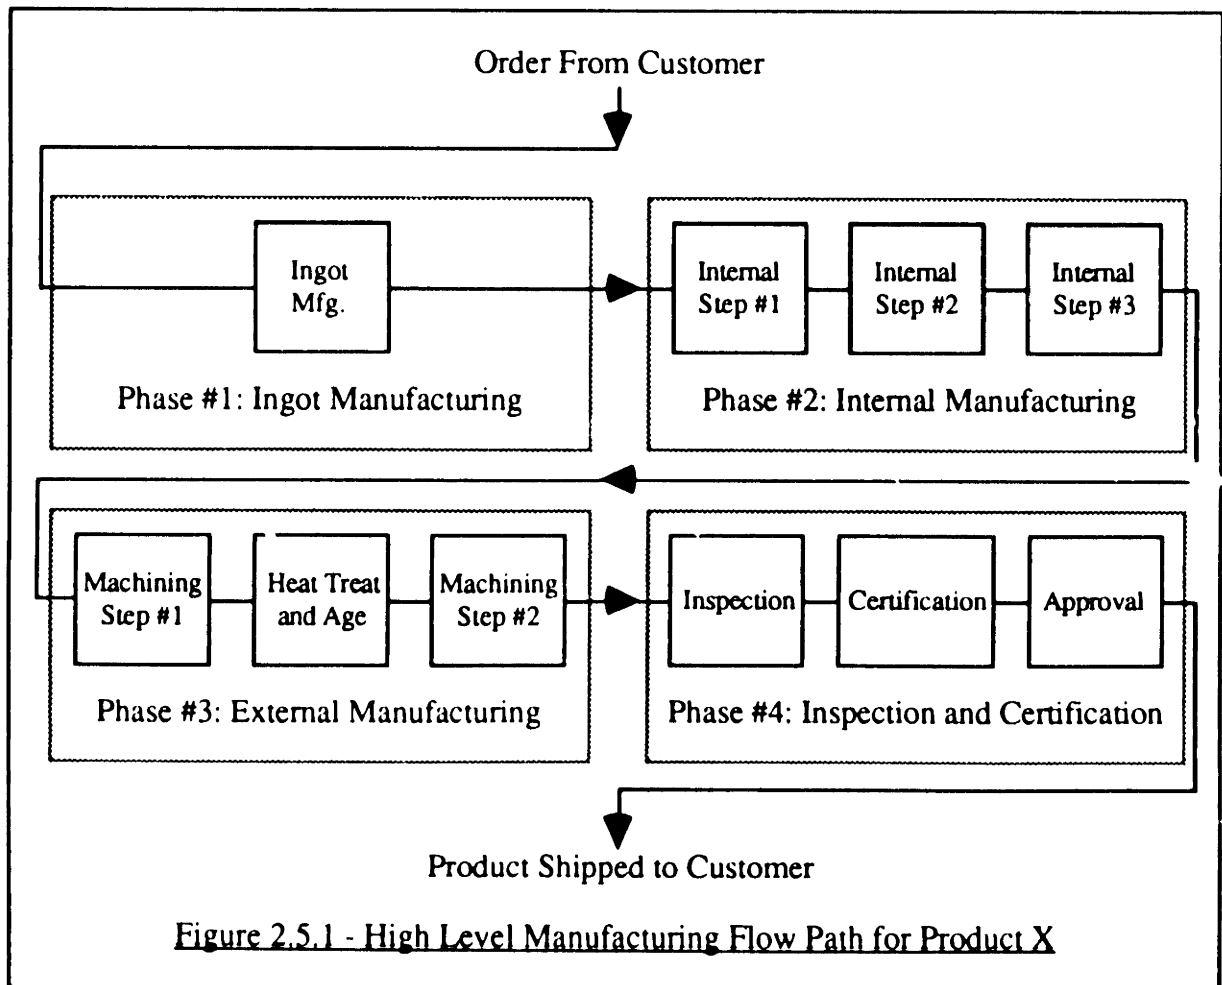 Order From Customer
Ingot
Mfg.
Phase #1: Ingot Manufacturing
Internal
Step #1
Internal
Step #2
Internal
Step #3
Phase #2: Internal Manufacturing
Machining
Step #1
Heat Treat
and Age
Machining
Step #2
Phase #3: External Manufacturing
Inspection
Certification
Approval
Phase #4: Inspection and Certification
Product Shipped to Customer
Figure 2.5.1 - High Level Manufacturing Flow Path for Product X